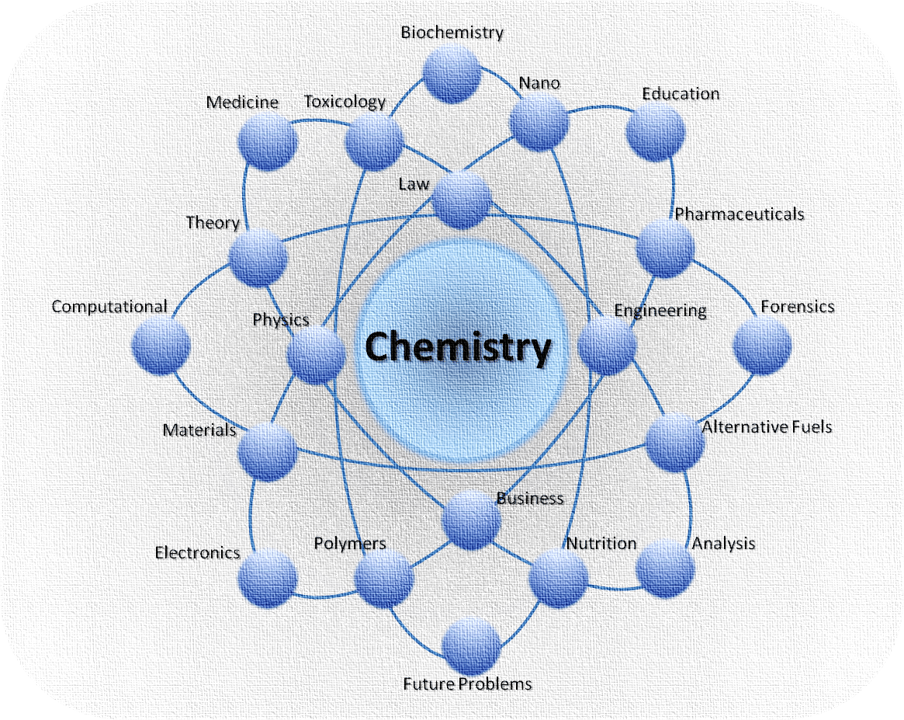 Biochemistry
Nano
Education
Medicine
Toxicology
Law
Pharmaceuticals
Theory
Computational
Physics
Engineering
Forensics
Chemistry
Materials
Alternative Fuels
Business
Electronics
Polymers
Nutrition
Analysis
Future Problems